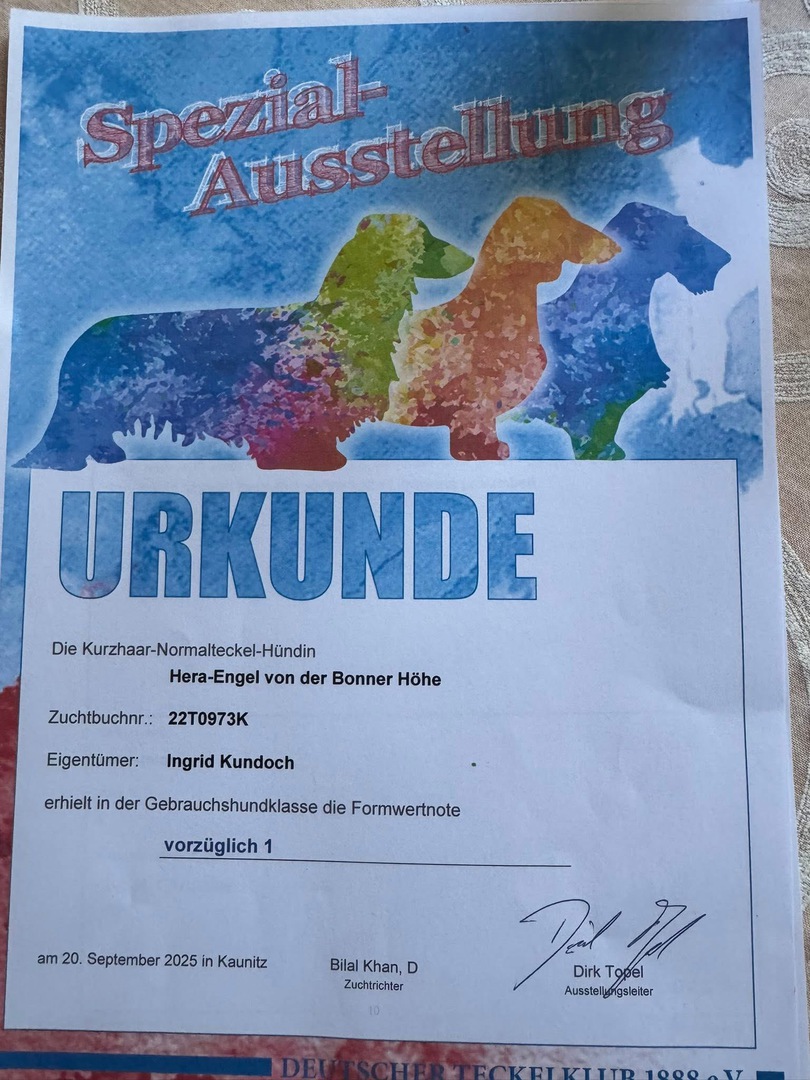 Spezial-
Ausstellung
URKUNDE
Die Kurzhaar-Normalteckel-Hündin
Hera-Engel von der Bonner Höhe
Zuchtbuchnr.: 22T0973K
Eigentümer: Ingrid Kundoch
erhielt in der Gebrauchshundklasse die Formwertnote
vorzüglich 1
am 20. September 2025 in Kaunitz
Bilal Khan, D
Zuchtrichter
Dirk Topel
Ausstellungsleiter
10
DEUTSCHER TECKELKLUB 1888 e.V.